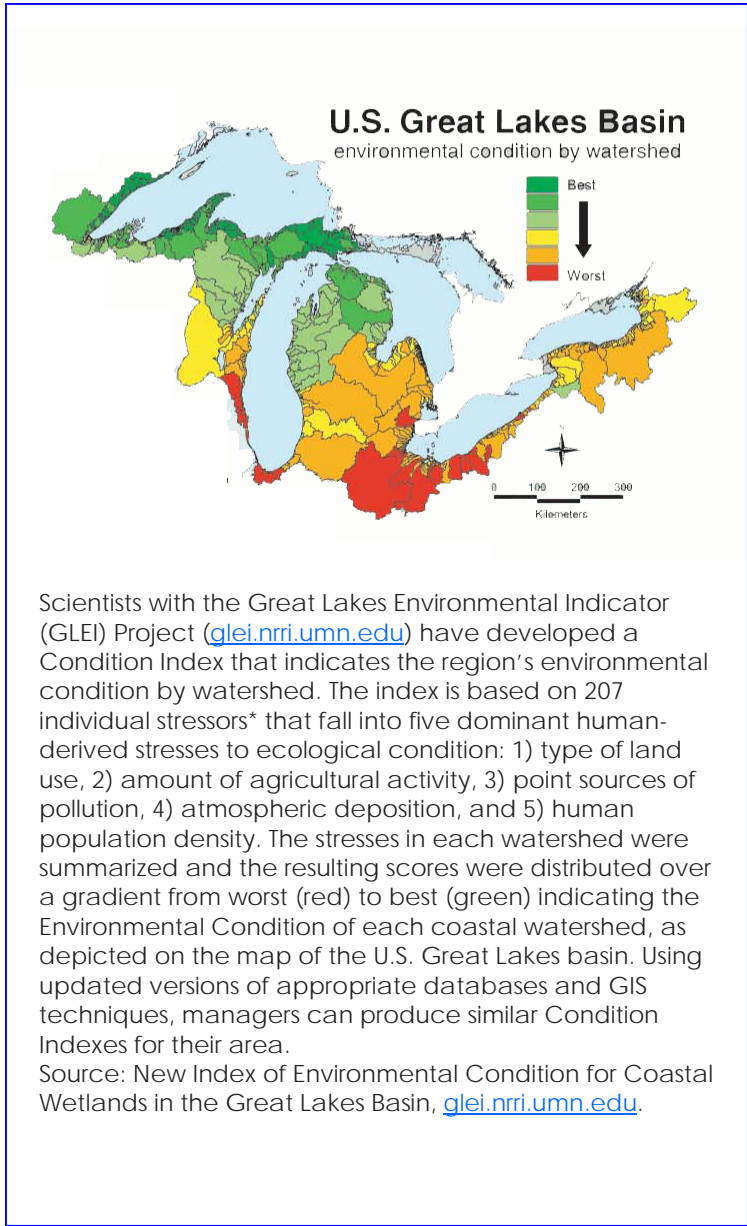 U.S. Great Lakes Basin
environmental condition by watershed
Best
Worst
N
0 100 200 300
Kilometers
Scientists with the Great Lakes Environmental Indicator
(GLEI) Project (glei.nrri.umn.edu) have developed a
Condition Index that indicates the region's environmental
condition by watershed. The index is based on 207
individual stressors* that fall into five dominant human-
derived stresses to ecological condition: 1) type of land
use, 2) amount of agricultural activity, 3) point sources of
pollution, 4) atmospheric deposition, and 5) human
population density. The stresses in each watershed were
summarized and the resulting scores were distributed over
a gradient from worst (red) to best (green) indicating the
Environmental Condition of each coastal watershed, as
depicted on the map of the U.S. Great Lakes basin. Using
updated versions of appropriate databases and GIS
techniques, managers can produce similar Condition
Indexes for their area.
Source: New Index of Environmental Condition for Coastal
Wetlands in the Great Lakes Basin, glei.nrri.umn.edu.